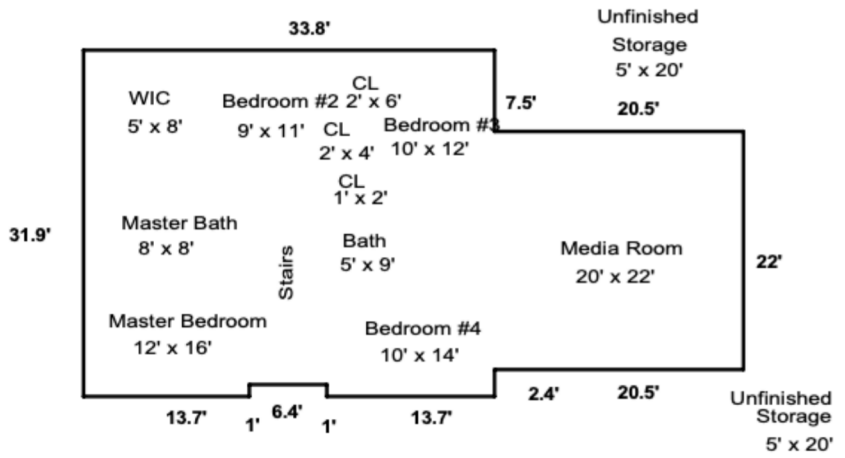 33.8'
Unfinished
Storage
5' x 20'
WIC
5' x 8'
Bedroom #2
9' x 11'
CL
2' x 6'
7.5'
20.5'
CL
2' x 4'
Bedroom #3
10' x 12'
CL
1' x 2'
31.9'
Master Bath
8' x 8'
Stairs
Bath
5' x 9'
Media Room
20' x 22'
22'
Master Bedroom
12' x 16'
Bedroom #4
10' x 14'
13.7'
1'
6.4'
1'
13.7'
2.4'
20.5'
Unfinished
Storage
5' x 20'